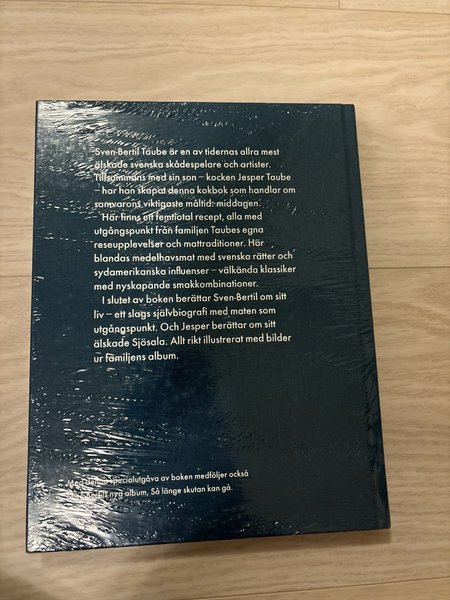 Sven-Bertil Taube är en av tidernas allra mest
älskade svenska skådespelare och artister.
Tillsammans med sin son – kocken Jesper Taube
– har han skapat denna kokbok som handlar om
samvarons viktigaste måltid: middagen.
Här finns ett femtiotal recept, alla med
utgångspunkt från familjen Taubes egna
reseupplevelser och mattraditioner. Här
blandas medelhavsmat med svenska rätter och
sydamerikanska influenser – välkända klassiker
med nyskapande smakkombinationer.
I slutet av boken berättar Sven-Bertil om sitt
liv – ett slags självbiografi med maten som
utgångspunkt. Och Jesper berättar om sitt
älskade Sjösala. Allt rikt illustrerat med bilder
ur familjens album.
specialutgåva av boken medföljer också
nya album, Så länge skutan kan gå.